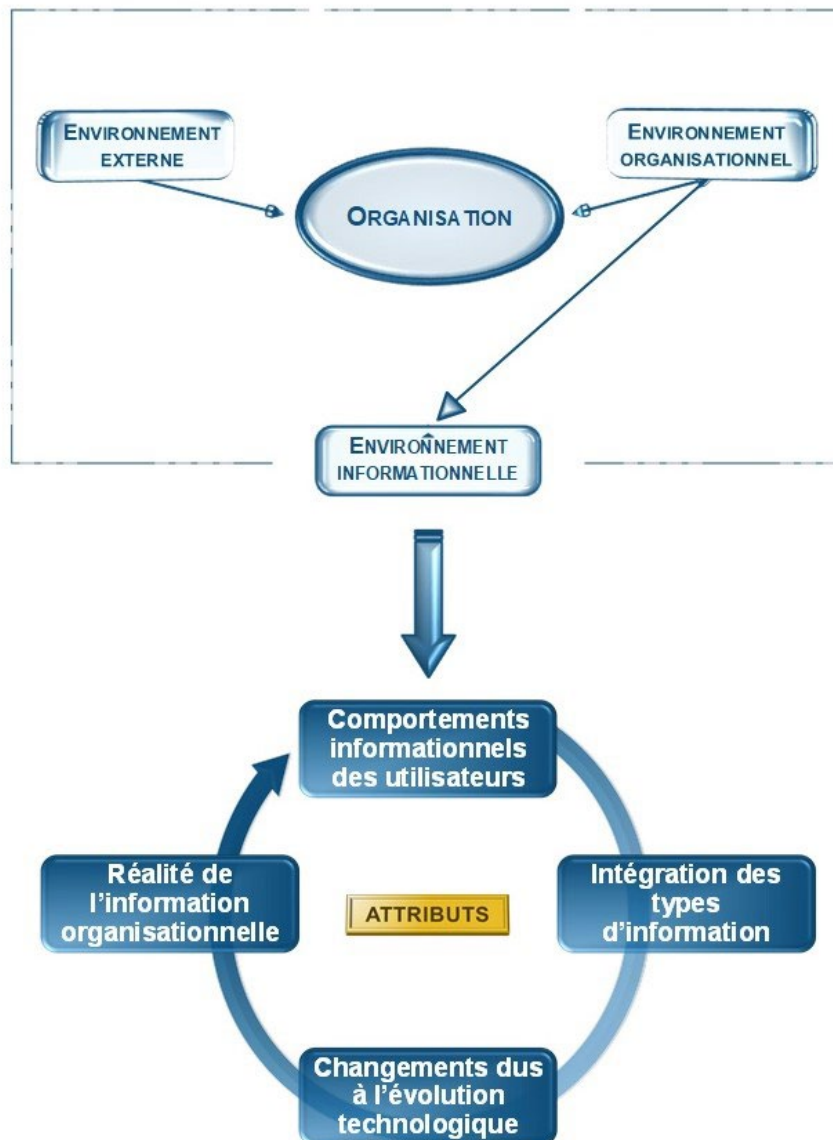 ENVIRONNEMENT
EXTERNE
ENVIRONNEMENT
ORGANISATIONNEL
ORGANISATION
ENVIRONNEMENT
INFORMATIONNELLE
Comportements
informationnels
des utilisateurs
Réalité de
l'information
organisationnelle
ATTRIBUTS
Intégration des
types
d'information
Changements dus
à l'évolution
technologique